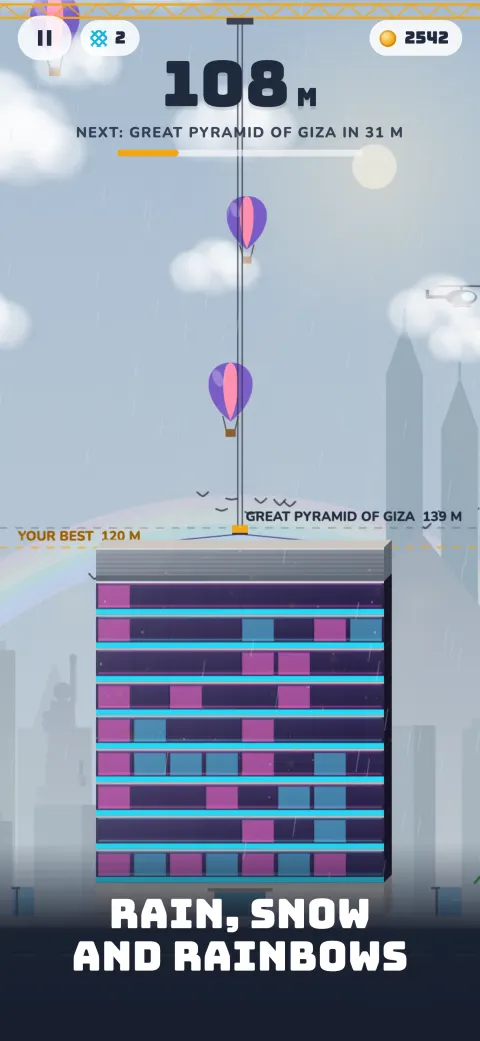 2
2542
108 M
NEXT: GREAT PYRAMID OF GIZA IN 31 M
GREAT PYRAMID OF GIZA 139 M
YOUR BEST 120 M
RAIN, SNOW
AND RAINBOWS